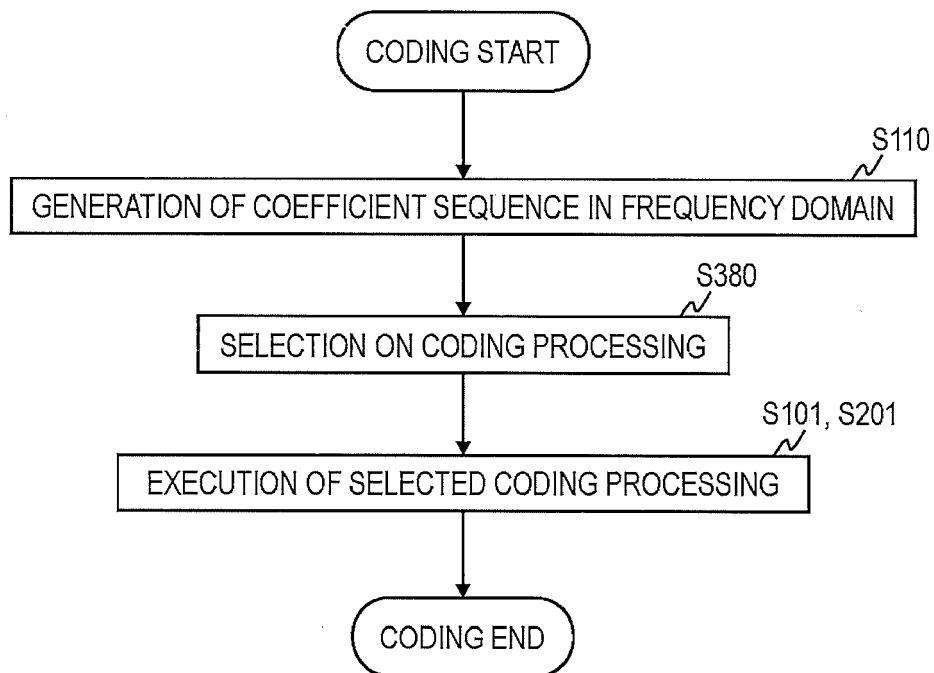 CODING START
S110
GENERATION OF COEFFICIENT SEQUENCE IN FREQUENCY DOMAIN
S380
SELECTION ON CODING PROCESSING
S101, S201
EXECUTION OF SELECTED CODING PROCESSING
CODING END